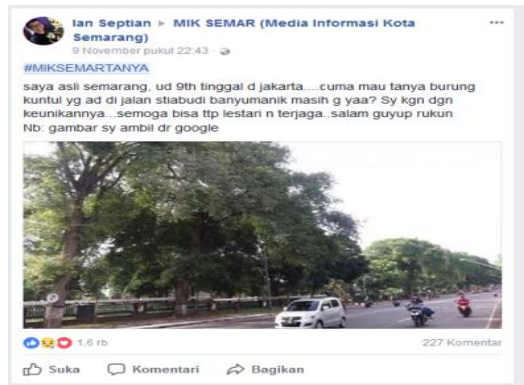 Ian Septian ▸ MIK SEMAR (Media Informasi Kota
Semarang)
9 November pukul 22:43 ·
#MIKSEMARTANYA
saya asli semarang, ud 9th tinggal d jakarta....cuma mau tanya burung
kuntul yg ad di jalan stiabudi banyumanik masih g yaa? Sy kgn dgn
keunikannya...semoga bisa ttp lestari n terjaga..salam guyup rukun
Nb: gambar sy ambil dr google
1,6 rb
227 Komentar
Suka
Komentari
Bagikan